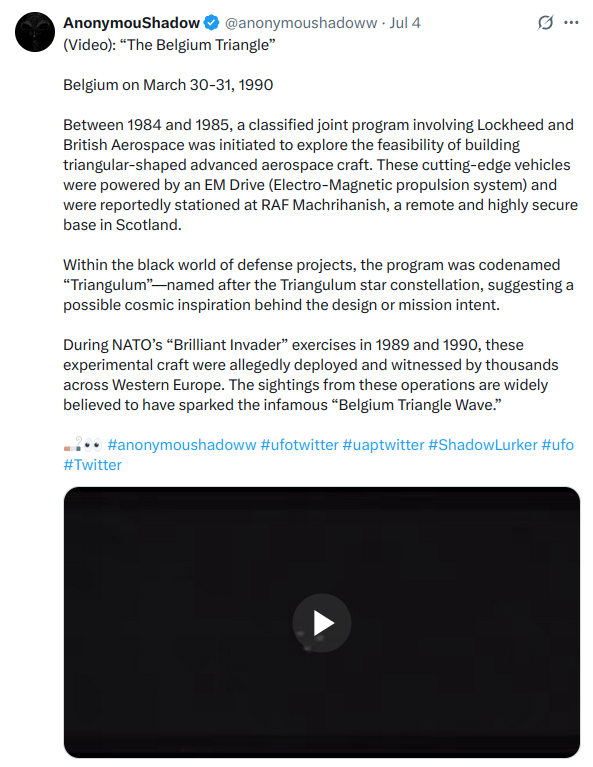 AnonymouShadow @anonymoushadoww · Jul 4
(Video): “The Belgium Triangle”
Belgium on March 30-31, 1990
Between 1984 and 1985, a classified joint program involving Lockheed and
British Aerospace was initiated to explore the feasibility of building
triangular-shaped advanced aerospace craft. These cutting-edge vehicles
were powered by an EM Drive (Electro-Magnetic propulsion system) and
were reportedly stationed at RAF Machrihanish, a remote and highly secure
base in Scotland.
Within the black world of defense projects, the program was codenamed
“Triangulum”—named after the Triangulum star constellation, suggesting a
possible cosmic inspiration behind the design or mission intent.
During NATO’s “Brilliant Invader” exercises in 1989 and 1990, these
experimental craft were allegedly deployed and witnessed by thousands
across Western Europe. The sightings from these operations are widely
believed to have sparked the infamous “Belgium Triangle Wave.”
🚬👀 #anonymoushadoww #ufotwitter #uaptwitter #ShadowLurker #ufo
#Twitter